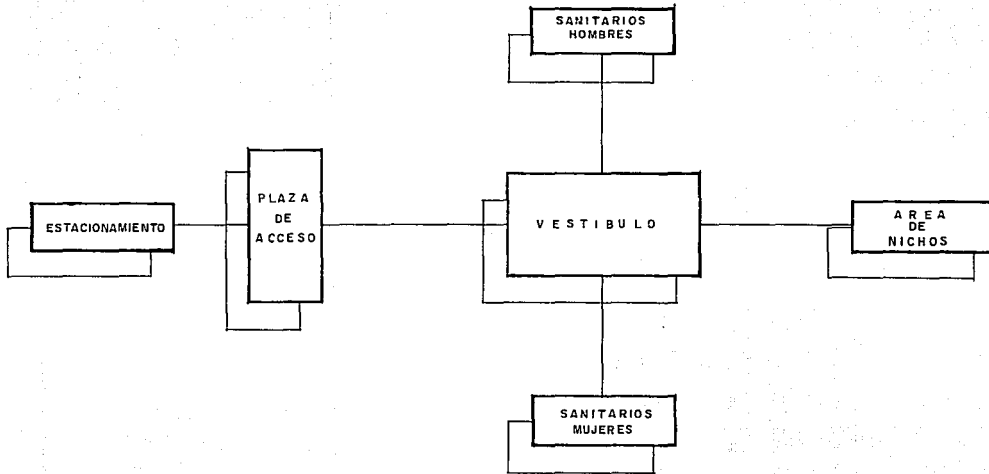 SANITARIOS
HOMBRES
ESTACIONAMIENTO
PLAZA
DE
ACCESO
VESTIBULO
AREA
DE
NICHOS
SANITARIOS
MUJERES